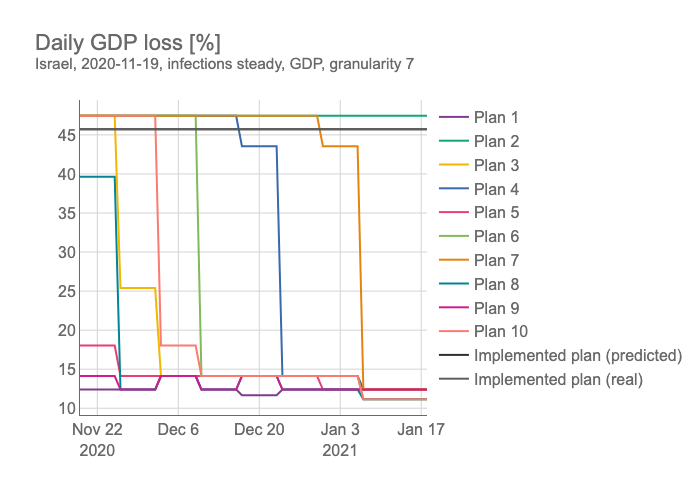 Daily GDP loss [%]
Israel, 2020-11-19, infections steady, GDP, granularity 7
45
40
35
30
25
20
15
10
Nov 22 Dec 6 Dec 20 Jan 3 Jan 17
2020 2021
Plan 1
Plan 2
Plan 3
Plan 4
Plan 5
Plan 6
Plan 7
Plan 8
Plan 9
Plan 10
Implemented plan (predicted)
Implemented plan (real)